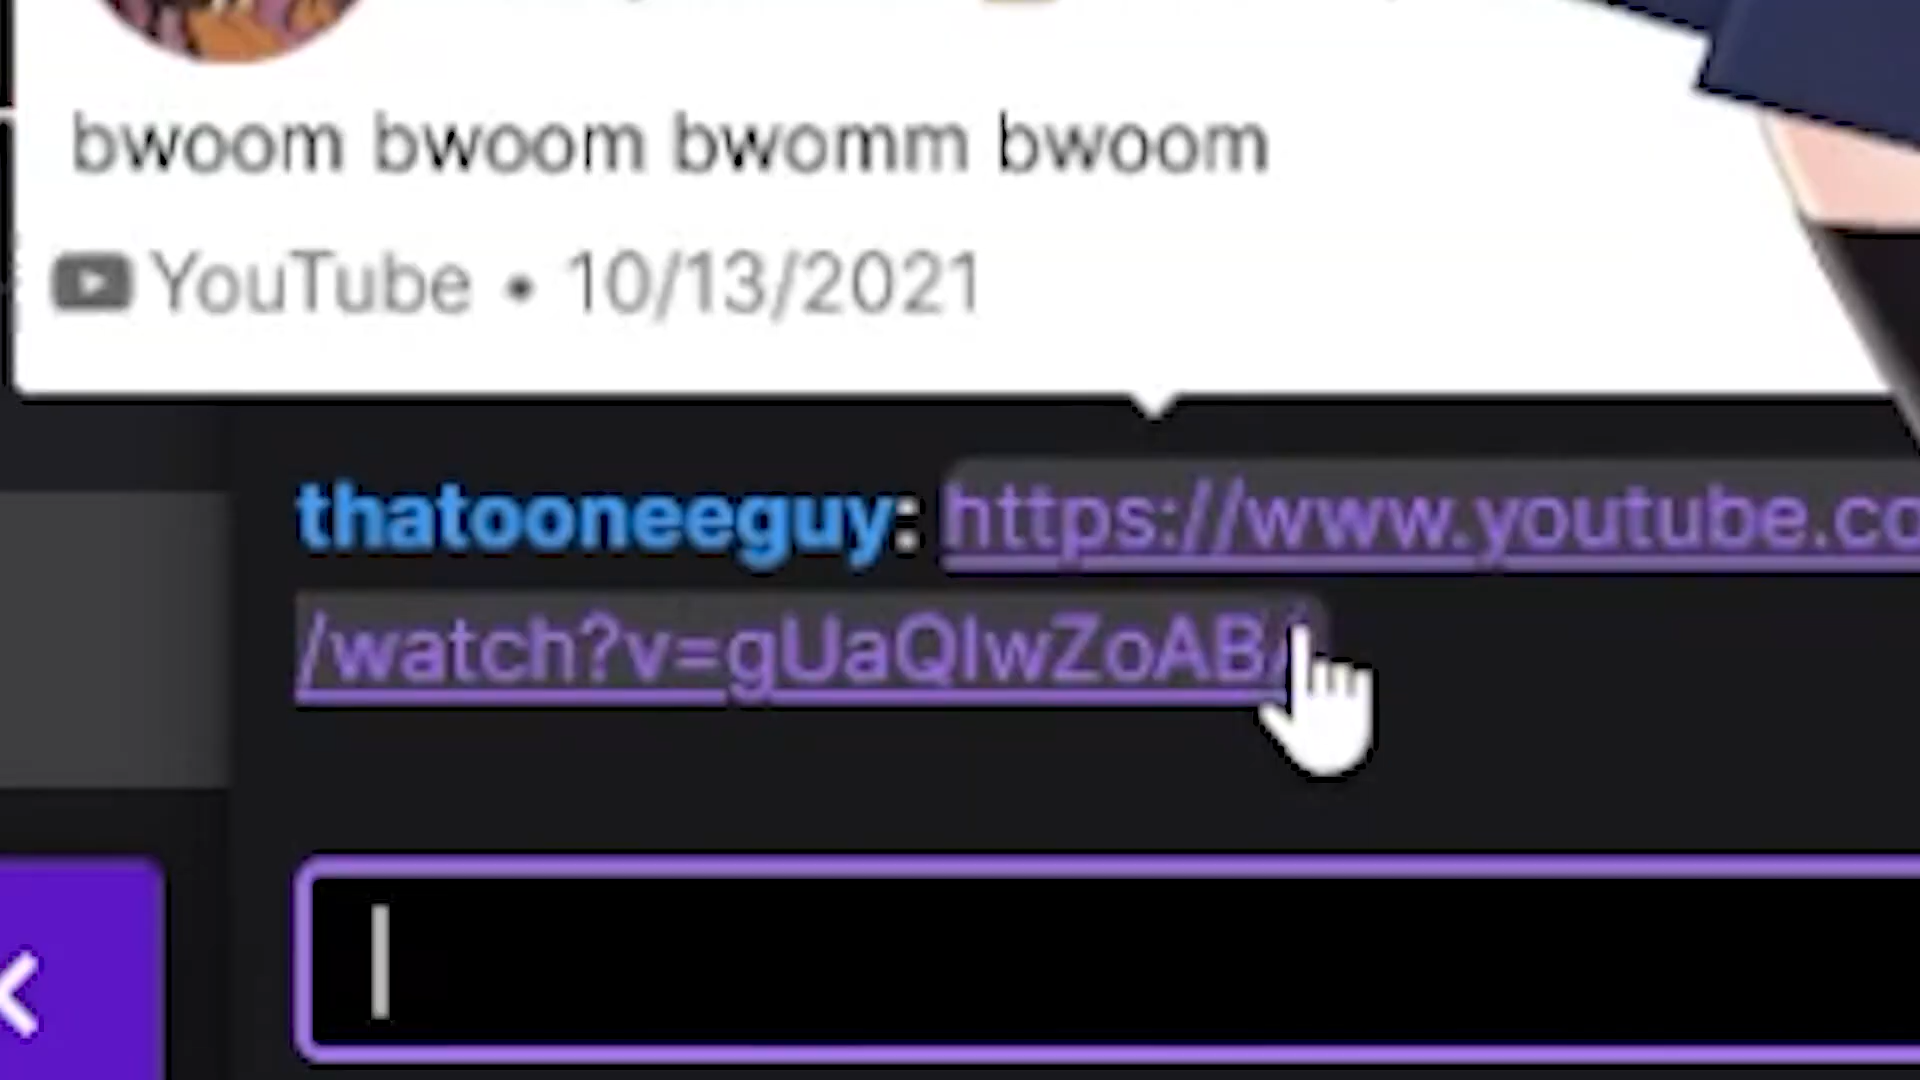 bwoom bwoom bwomm bwoom
YouTube • 10/13/2021
thatooneeguy: https://www.youtube.co
/watch?v=gUaQIwZoAB